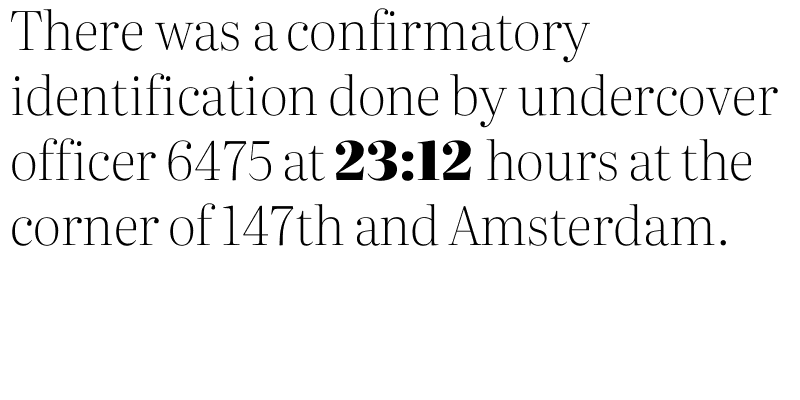 There was a confirmatory
identification done by undercover
officer 6475 at 23:12 hours at the
corner of 147th and Amsterdam.